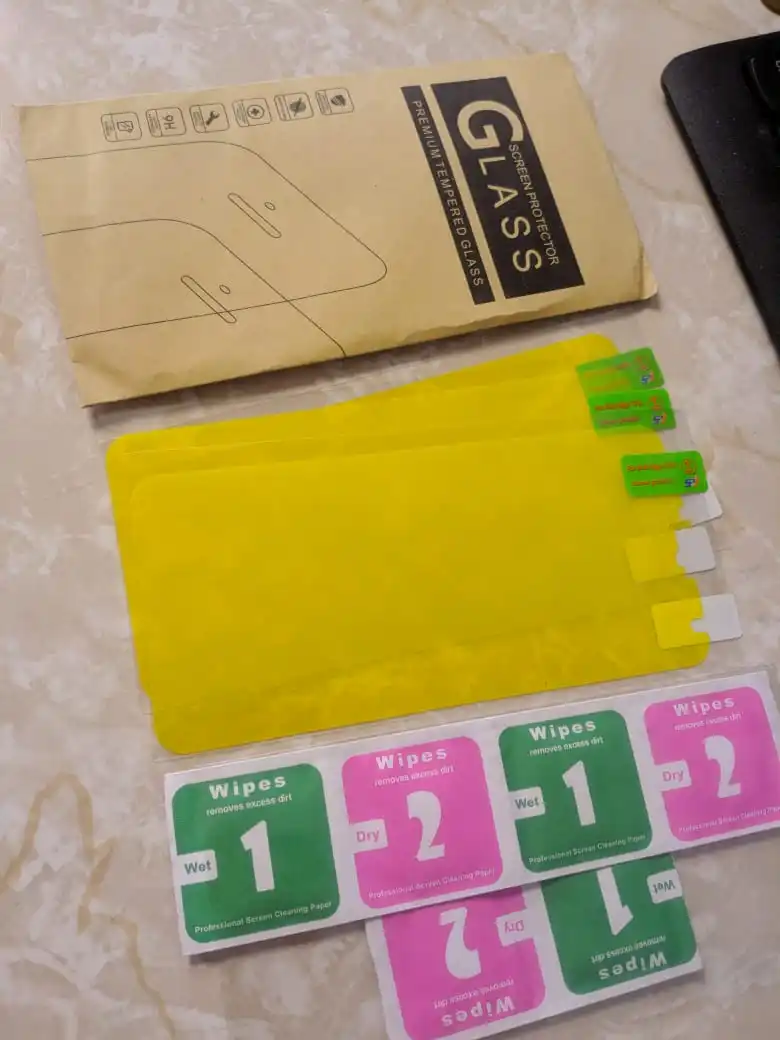 GLASS
SCREEN PROTECTOR
PREMIUM TEMPERED GLASS
9H
Wipes
removes excess dirt
Wet
1
Professional Screen Cleaning Paper
Wipes
removes excess dirt
Dry
2
Professional Screen Cleaning Paper
Wipes
removes excess dirt
Wet
1
Professional Screen Cleaning Paper
Wipes
removes excess dirt
Dry
2
Professional Screen Cleaning Paper
Wipes
removes excess dirt
Dry
2
Wipes
removes excess dirt
Wet
1